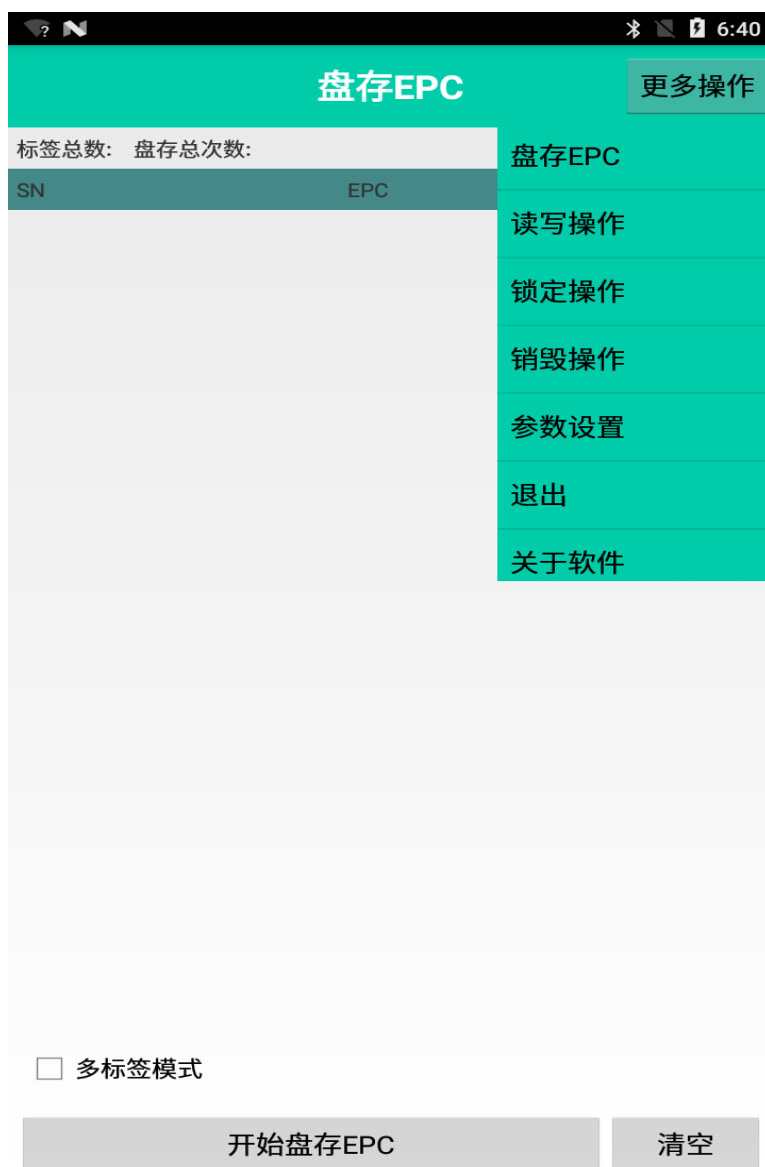 6:40
盘存EPC
更多操作
标签总数: 盘存总次数:
SN EPC
盘存EPC
读写操作
锁定操作
销毁操作
参数设置
退出
关于软件
多标签模式
开始盘存EPC
清空